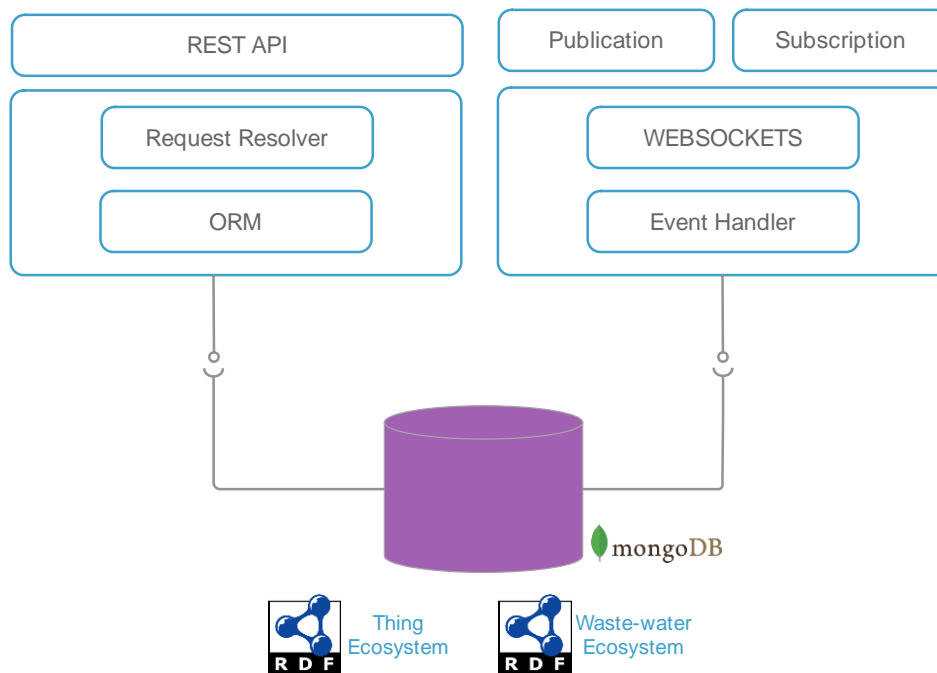 REST API
Publication
Subscription
Request Resolver
ORM
WEBSOCKETS
Event Handler
mongoDB
RDF
Thing
Ecosystem
RDF
Waste-water
Ecosystem